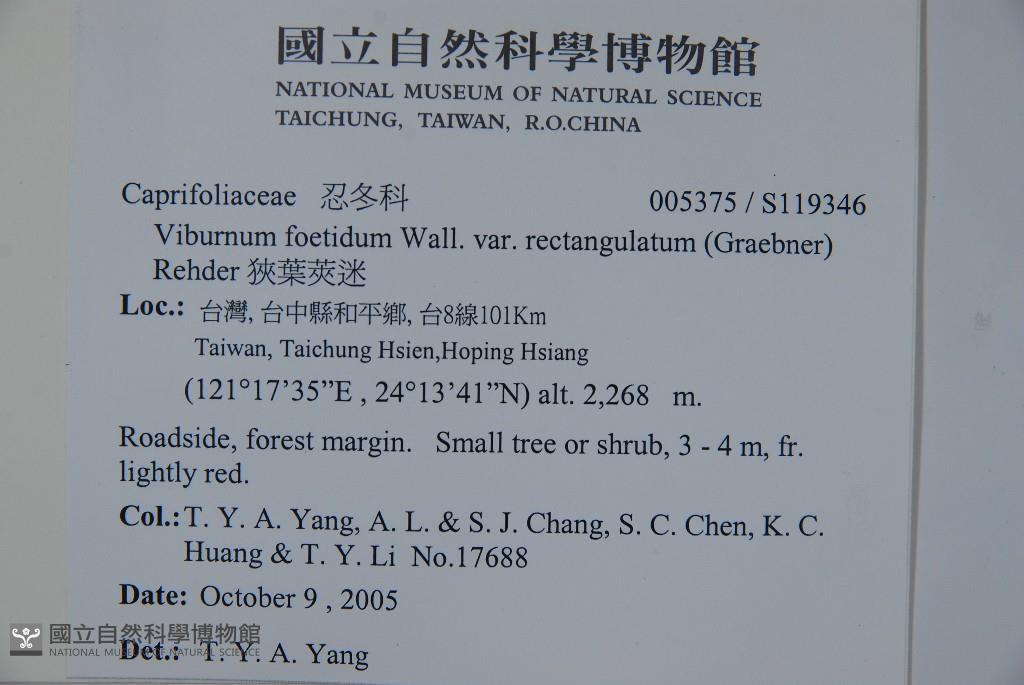 國立自然科學博物館
NATIONAL MUSEUM OF NATURAL SCIENCE
TAICHUNG, TAIWAN, R.O.CHINA
Caprifoliaceae 忍冬科 005375 / S119346
Viburnum foetidum Wall. var. rectangulatum (Graebner)
Rehder 狹葉莢迷
Loc.: 台灣, 台中縣和平鄉, 台8線101Km
Taiwan, Taichung Hsien,Hoping Hsiang
(121°17’35”E , 24°13’41”N) alt. 2,268 m.
Roadside, forest margin. Small tree or shrub, 3 - 4 m, fr.
lightly red.
Col.: T. Y. A. Yang, A. L. & S. J. Chang, S. C. Chen, K. C.
Huang & T. Y. Li No.17688
Date: October 9 , 2005
Det.: T. Y. A. Yang
國立自然科學博物館
NATIONAL MUSEUM OF NATURAL SCIENCE